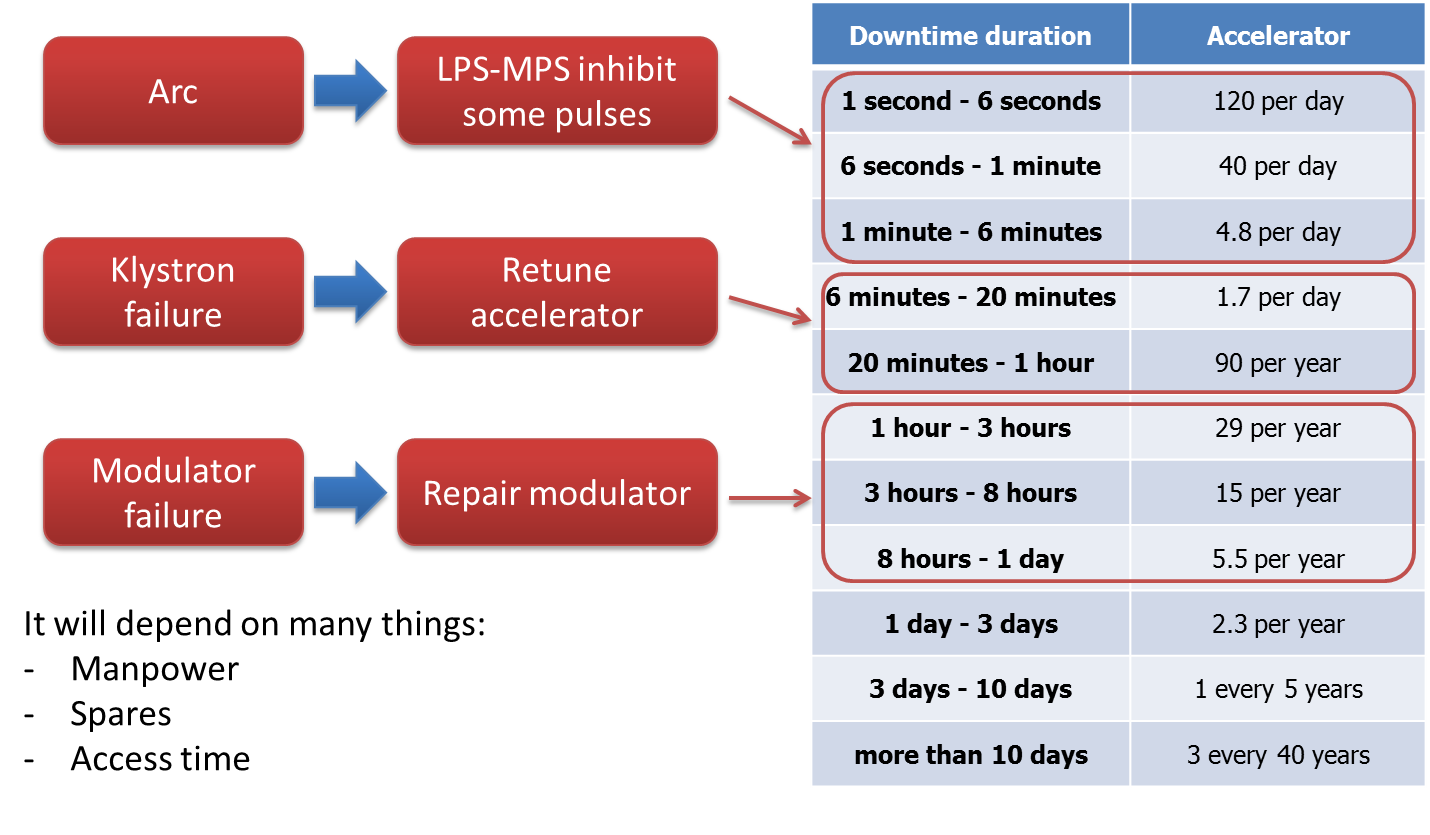 Arc
LPS-MPS inhibit
some pulses
Klystron
failure
Retune
accelerator
Modulator
failure
Repair modulator
It will depend on many things:
- Manpower
- Spares
- Access time
Downtime duration Accelerator
1 second - 6 seconds 120 per day
6 seconds - 1 minute 40 per day
1 minute - 6 minutes 4.8 per day
6 minutes - 20 minutes 1.7 per day
20 minutes - 1 hour 90 per year
1 hour - 3 hours 29 per year
3 hours - 8 hours 15 per year
8 hours - 1 day 5.5 per year
1 day - 3 days 2.3 per year
3 days - 10 days 1 every 5 years
more than 10 days 3 every 40 years